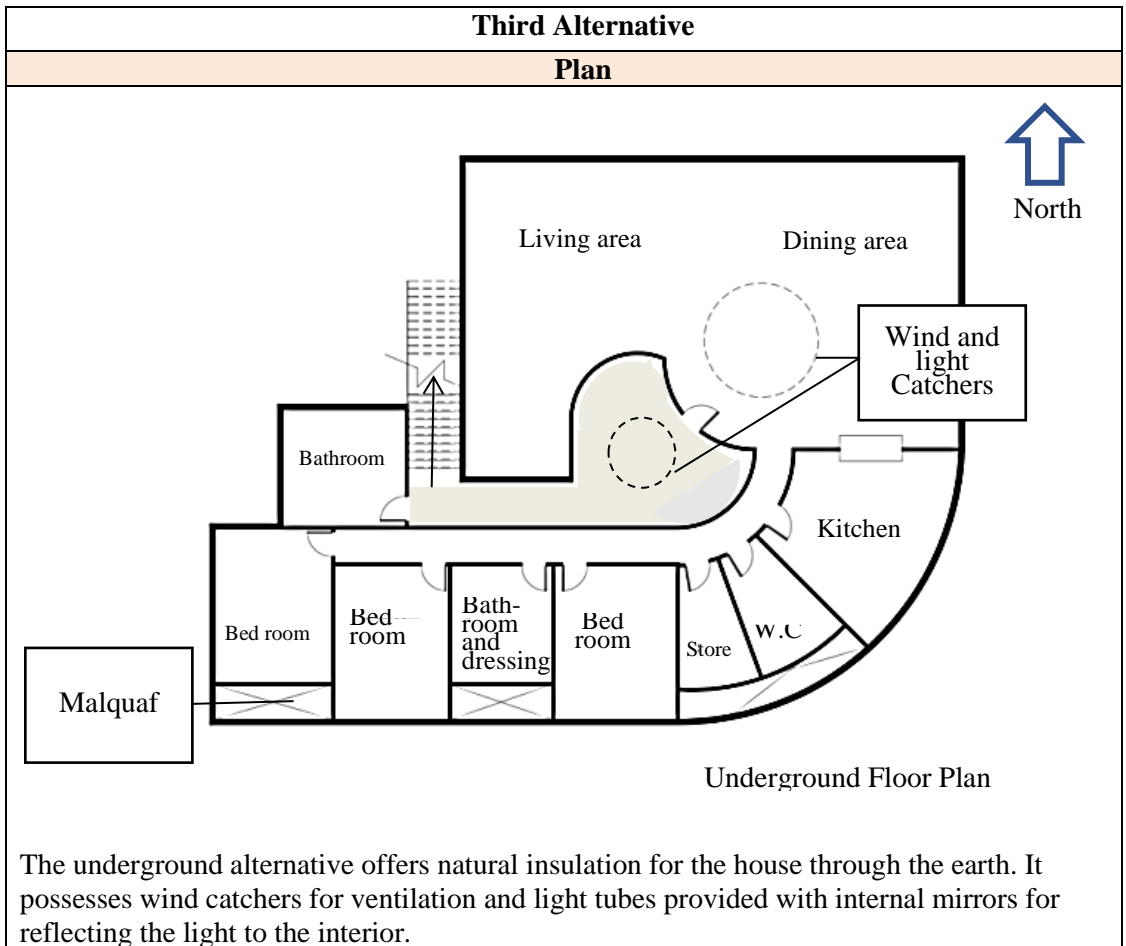 Third Alternative
Plan
North
Living area
Dining area
Wind and
light
Catchers
Bathroom
Kitchen
Bed room
Bed
room
Bath-
room
and
dressing
Bed
room
Store
W.C
Malquaf
Underground Floor Plan
The underground alternative offers natural insulation for the house through the earth. It
possesses wind catchers for ventilation and light tubes provided with internal mirrors for
reflecting the light to the interior.